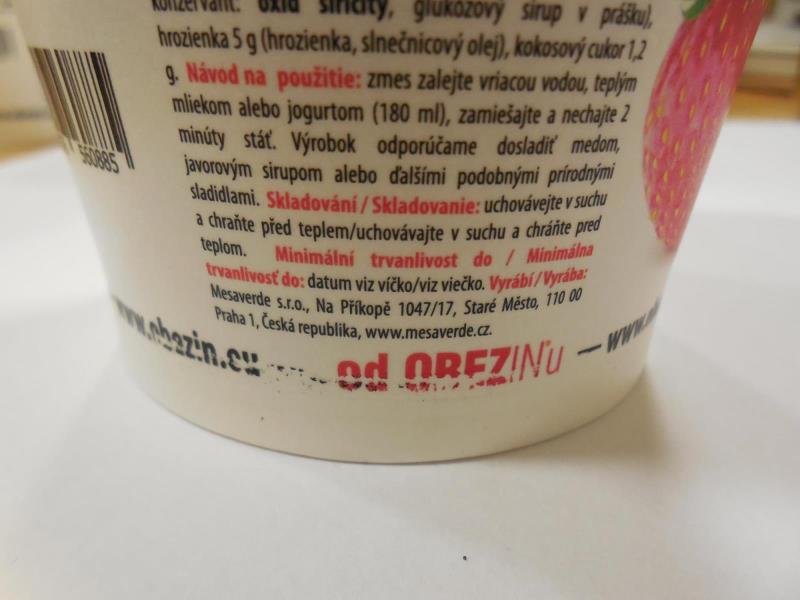 konzervant: oxid siričitý, glukózový sirup v prášku),
hrozienka 5 g (hrozienka, slnečnicový olej), kokosový cukor 1,2
g. Návod na použitie: zmes zalejte vriacou vodou, teplým
mliekom alebo jogurtom (180 ml), zamiešajte a nechajte 2
minúty stáť. Výrobok odporúčame dosladiť medom,
javorovým sirupom alebo ďalšími podobnými prírodnými
sladidlami. Skladování / Skladovanie: uchovávejte v suchu
a chraňte před teplem/uchovávajte v suchu a chráňte pred
teplom. Minimální trvanlivost do / Minimálna
trvanlivosť do: datum viz víčko/viz viečko. Vyrábí / Vyrába:
Mesaverde s.r.o., Na Příkopě 1047/17, Staré Město, 110 00
Praha 1, Česká republika, www.mesaverde.cz.
560885
www.obezin.eu
od OBEZIN'u
— www.